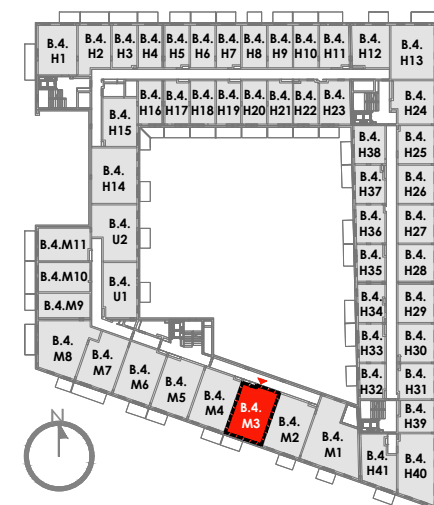 B.4.
H1
B.4.
H2
B.4.
H3
B.4.
H4
B.4.
H5
B.4.
H6
B.4.
H7
B.4.
H8
B.4.
H9
B.4.
H10
B.4.
H11
B.4.
H12
B.4.
H13
B.4.
H16
B.4.
H17
B.4.
H18
B.4.
H19
B.4.
H20
B.4.
H21
B.4.
H22
B.4.
H23
B.4.
H24
B.4.
H15
B.4.
H38
B.4.
H25
B.4.
H14
B.4.
H37
B.4.
H26
B.4.
U2
B.4.
H36
B.4.
H27
B.4.M11
B.4.
H35
B.4.
H28
B.4.M10
B.4.
U1
B.4.
H34
B.4.
H29
B.4.M9
B.4.
M8
B.4.
M7
B.4.
M6
B.4.
M5
B.4.
M4
B.4.
M3
B.4.
M2
B.4.
M1
B.4.
H33
B.4.
H30
B.4.
H32
B.4.
H31
B.4.
H39
B.4.
H41
B.4.
H40
N